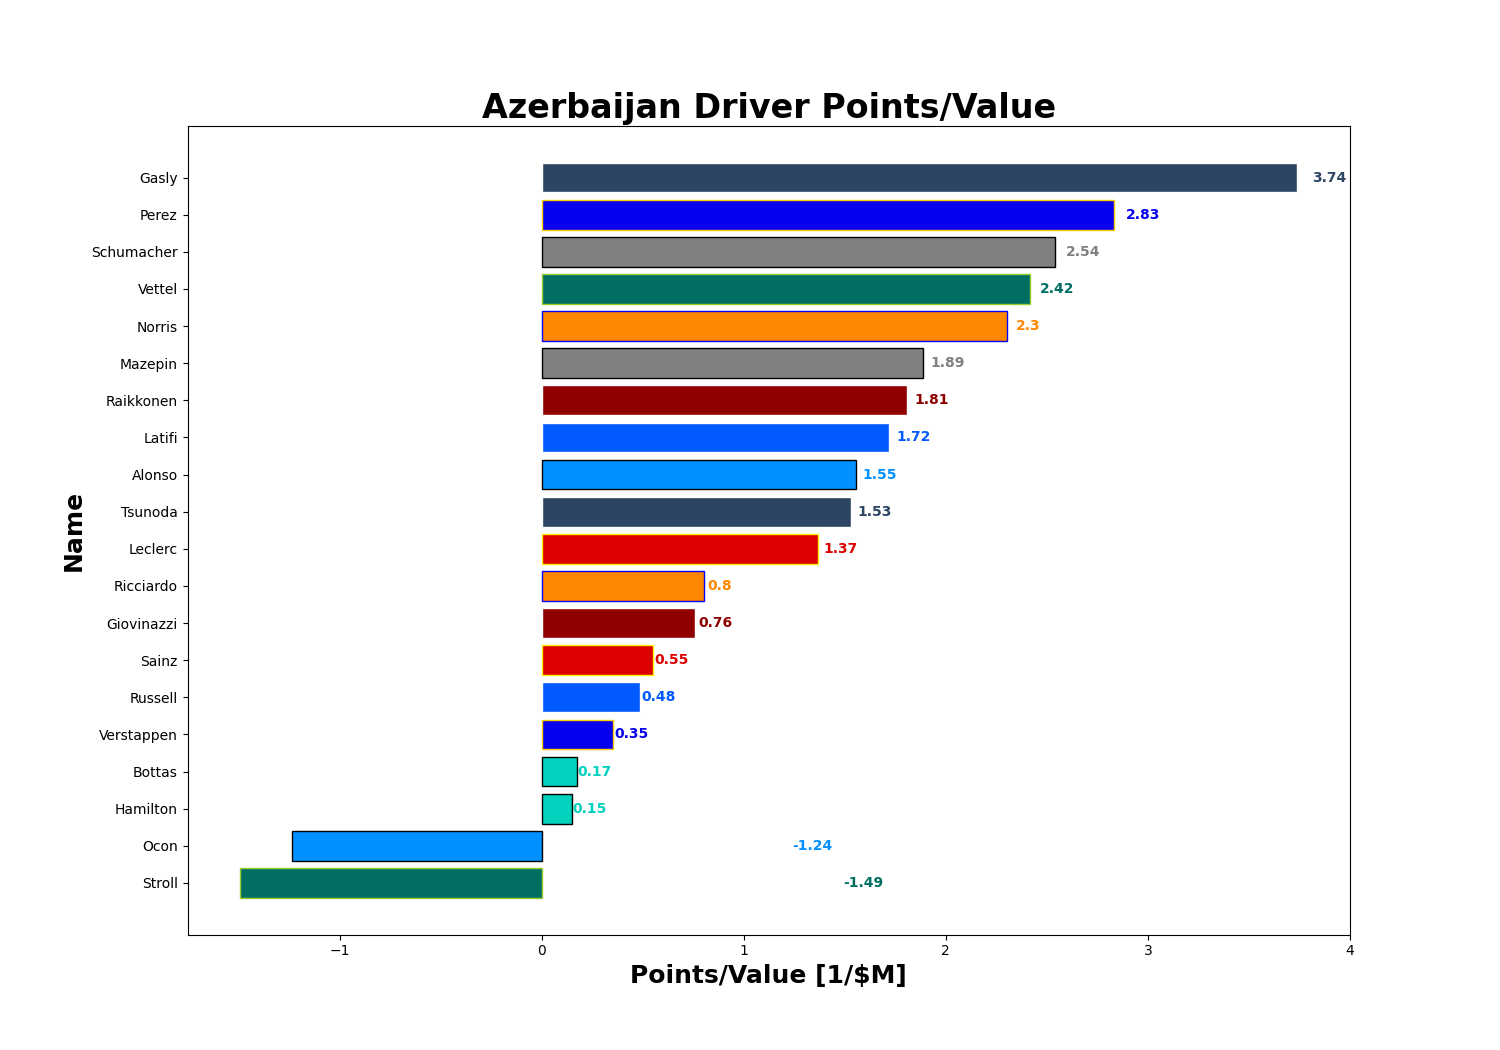 Azerbaijan Driver Points/Value
Gasly 3.74
Perez 2.83
Schumacher 2.54
Vettel 2.42
Norris 2.3
Mazepin 1.89
Raikkonen 1.81
Latifi 1.72
Alonso 1.55
Tsunoda 1.53
Leclerc 1.37
Ricciardo 0.8
Giovinazzi 0.76
Sainz 0.55
Russell 0.48
Verstappen 0.35
Bottas 0.17
Hamilton 0.15
Ocon -1.24
Stroll -1.49
Name
−1 0 1 2 3 4
Points/Value [1/$M]